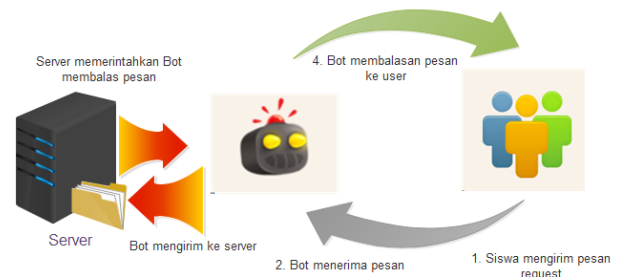 Server memerintahkan Bot
membalas pesan
4. Bot membalasan pesan
ke user
Server
Bot mengirim ke server
2. Bot menerima pesan
1. Siswa mengirim pesan
request